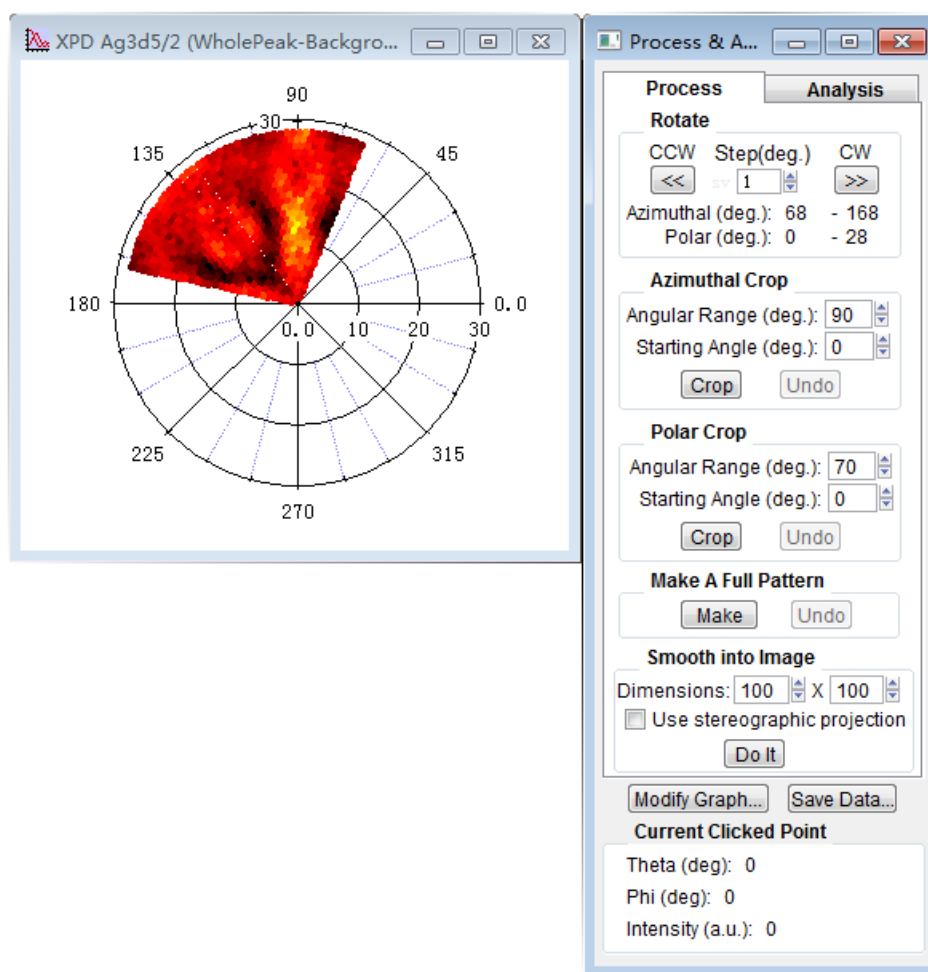 XPD Ag3d5/2 (WholePeak-Backgro...
90
30
135
45
180
0.0
0.0 10 20 30
225
315
270
Process & A...
Process Analysis
Rotate
CCW Step(deg.) CW
<< 1 >>
Azimuthal (deg.): 68 - 168
Polar (deg.): 0 - 28
Azimuthal Crop
Angular Range (deg.): 90
Starting Angle (deg.): 0
Crop Undo
Polar Crop
Angular Range (deg.): 70
Starting Angle (deg.): 0
Crop Undo
Make A Full Pattern
Make Undo
Smooth into Image
Dimensions: 100 X 100
Use stereographic projection
Do It
Modify Graph... Save Data...
Current Clicked Point
Theta (deg): 0
Phi (deg): 0
Intensity (a.u.): 0